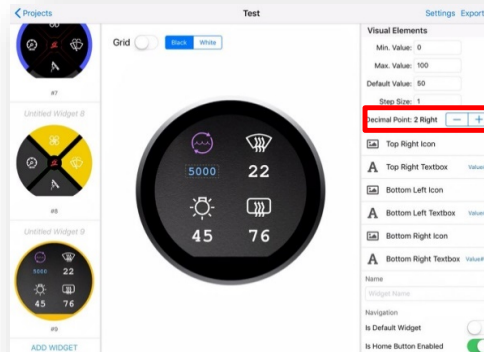 Projects
Test
Settings Export
Grid
Black White
#7
Untitled Widget 8
#8
Untitled Widget 9
5000 22
45 76
#9
ADD WIDGET
5000 22
45 76
Visual Elements
Min. Value: 0
Max. Value: 100
Default Value: 50
Step Size: 1
Decimal Point: 2 Right
Top Right Icon
Top Right Textbox
Bottom Left Icon
Bottom Left Textbox
Bottom Right Icon
Bottom Right Textbox
Name
Widget Name
Navigation
Is Default Widget
Is Home Button Enabled